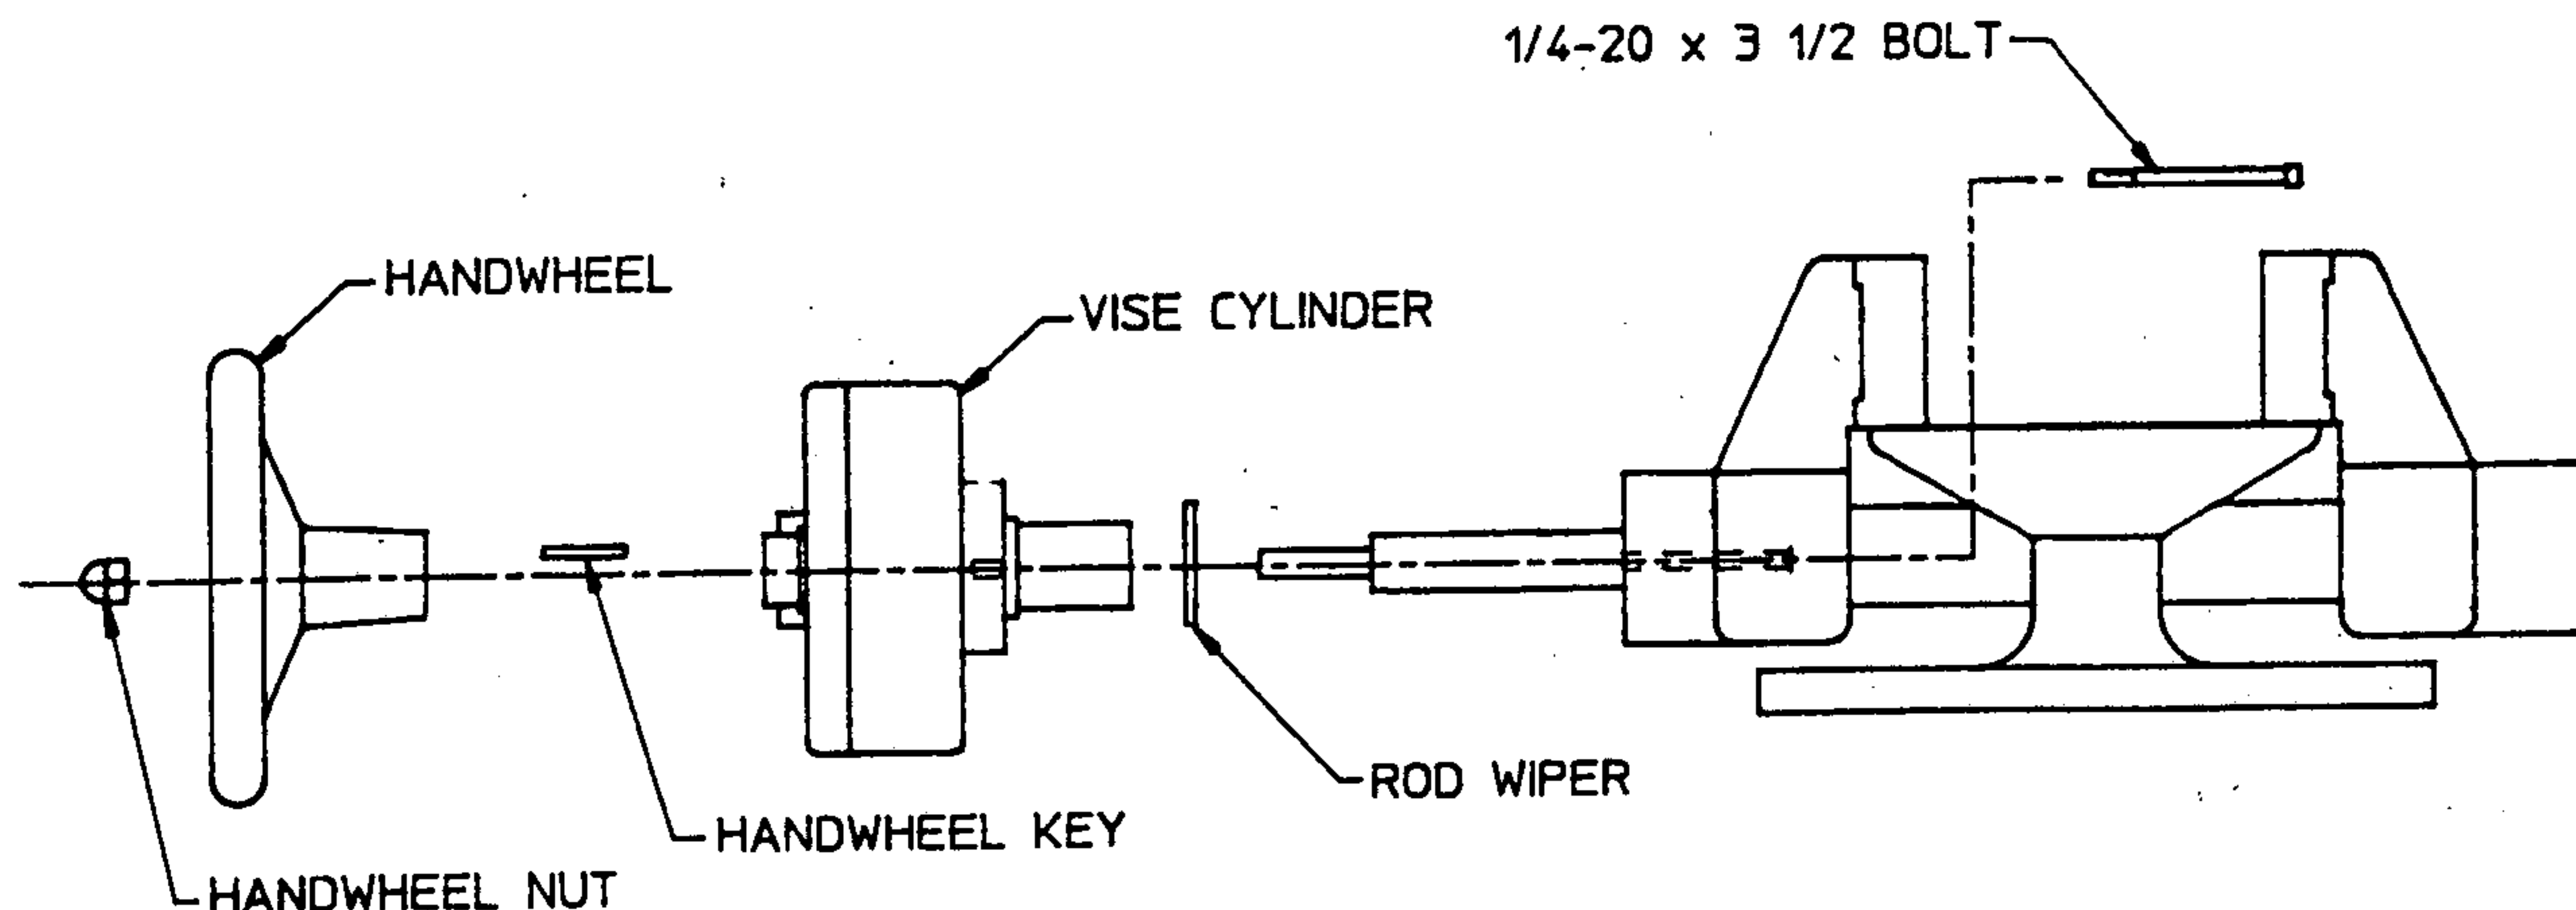 1/4-20 x 3 1/2 BOLT
HANDWHEEL
VISE CYLINDER
ROD WIPER
HANDWHEEL KEY
HANDWHEEL NUT